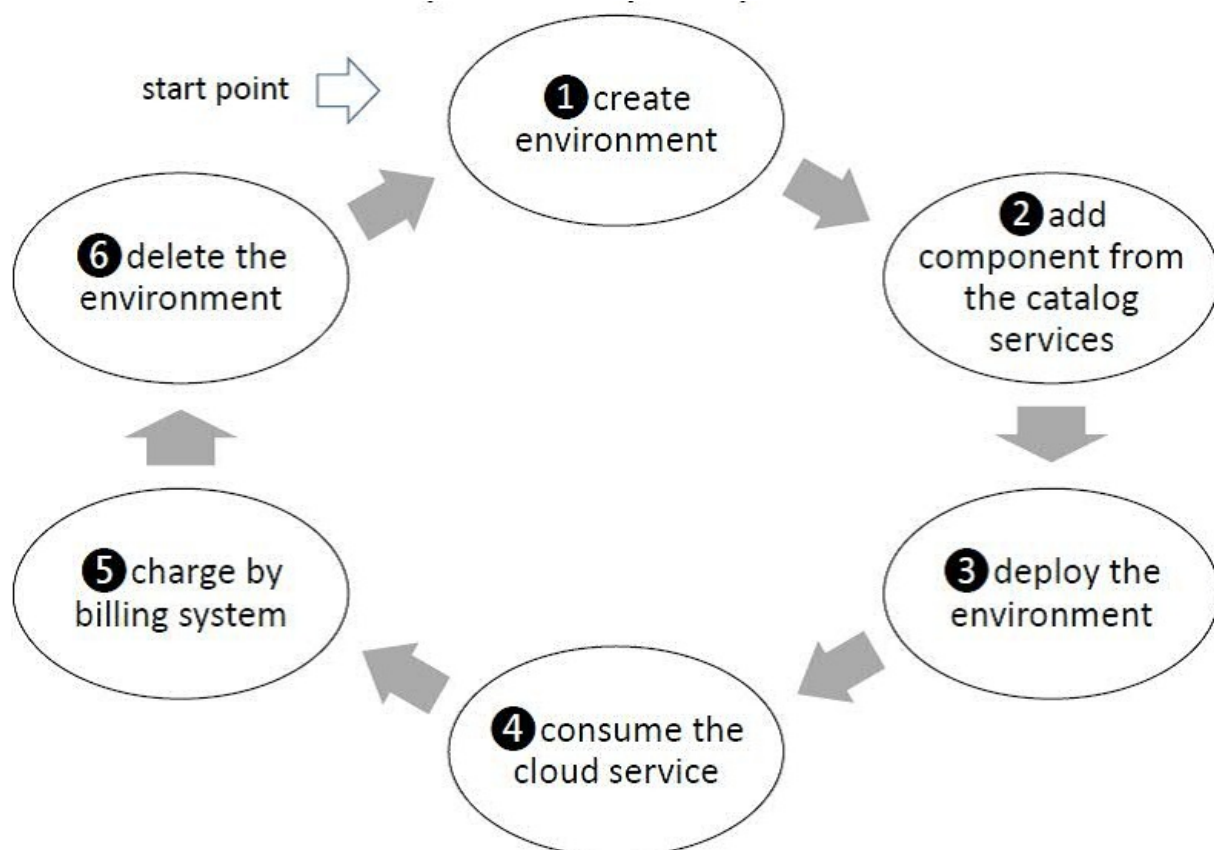 start point
1 create
environment
2 add
component from
the catalog
services
3 deploy the
environment
4 consume the
cloud service
5 charge by
billing system
6 delete the
environment